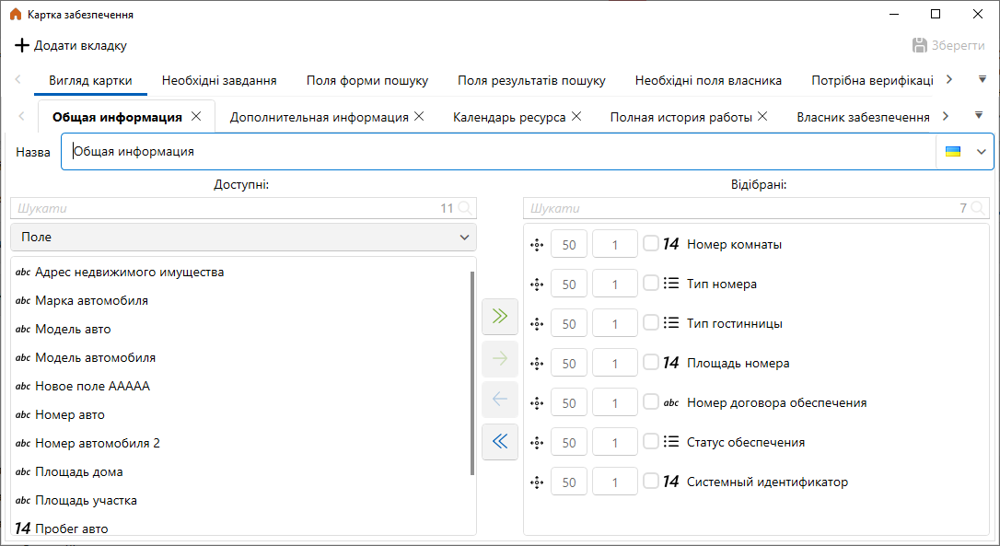 Картка забезпечення
Додати вкладку
Зберегти
Вигляд картки Необхідні завдання Поля форми пошуку Поля результатів пошуку Необхідні поля власника Потрібна верифікаці
Общая информация Дополнительная информация Календарь ресурса Полная история работы Власник забезпечення
Назва Общая информация
Доступні: Відібрані:
Шукати 11 Шукати 7
Поле
abc Адрес недвижимого имущества
abc Марка автомобиля
abc Модель авто
abc Модель автомобиля
abc Новое поле ААААА
abc Номер авто
abc Номер автомобиля 2
abc Площадь дома
abc Площадь участка
14 Пробег авто
50 1 14 Номер комнаты
50 1 Тип номера
50 1 Тип гостинницы
50 1 14 Площадь номера
50 1 abc Номер договора обеспечения
50 1 Статус обеспечения
50 1 14 Системный идентификатор